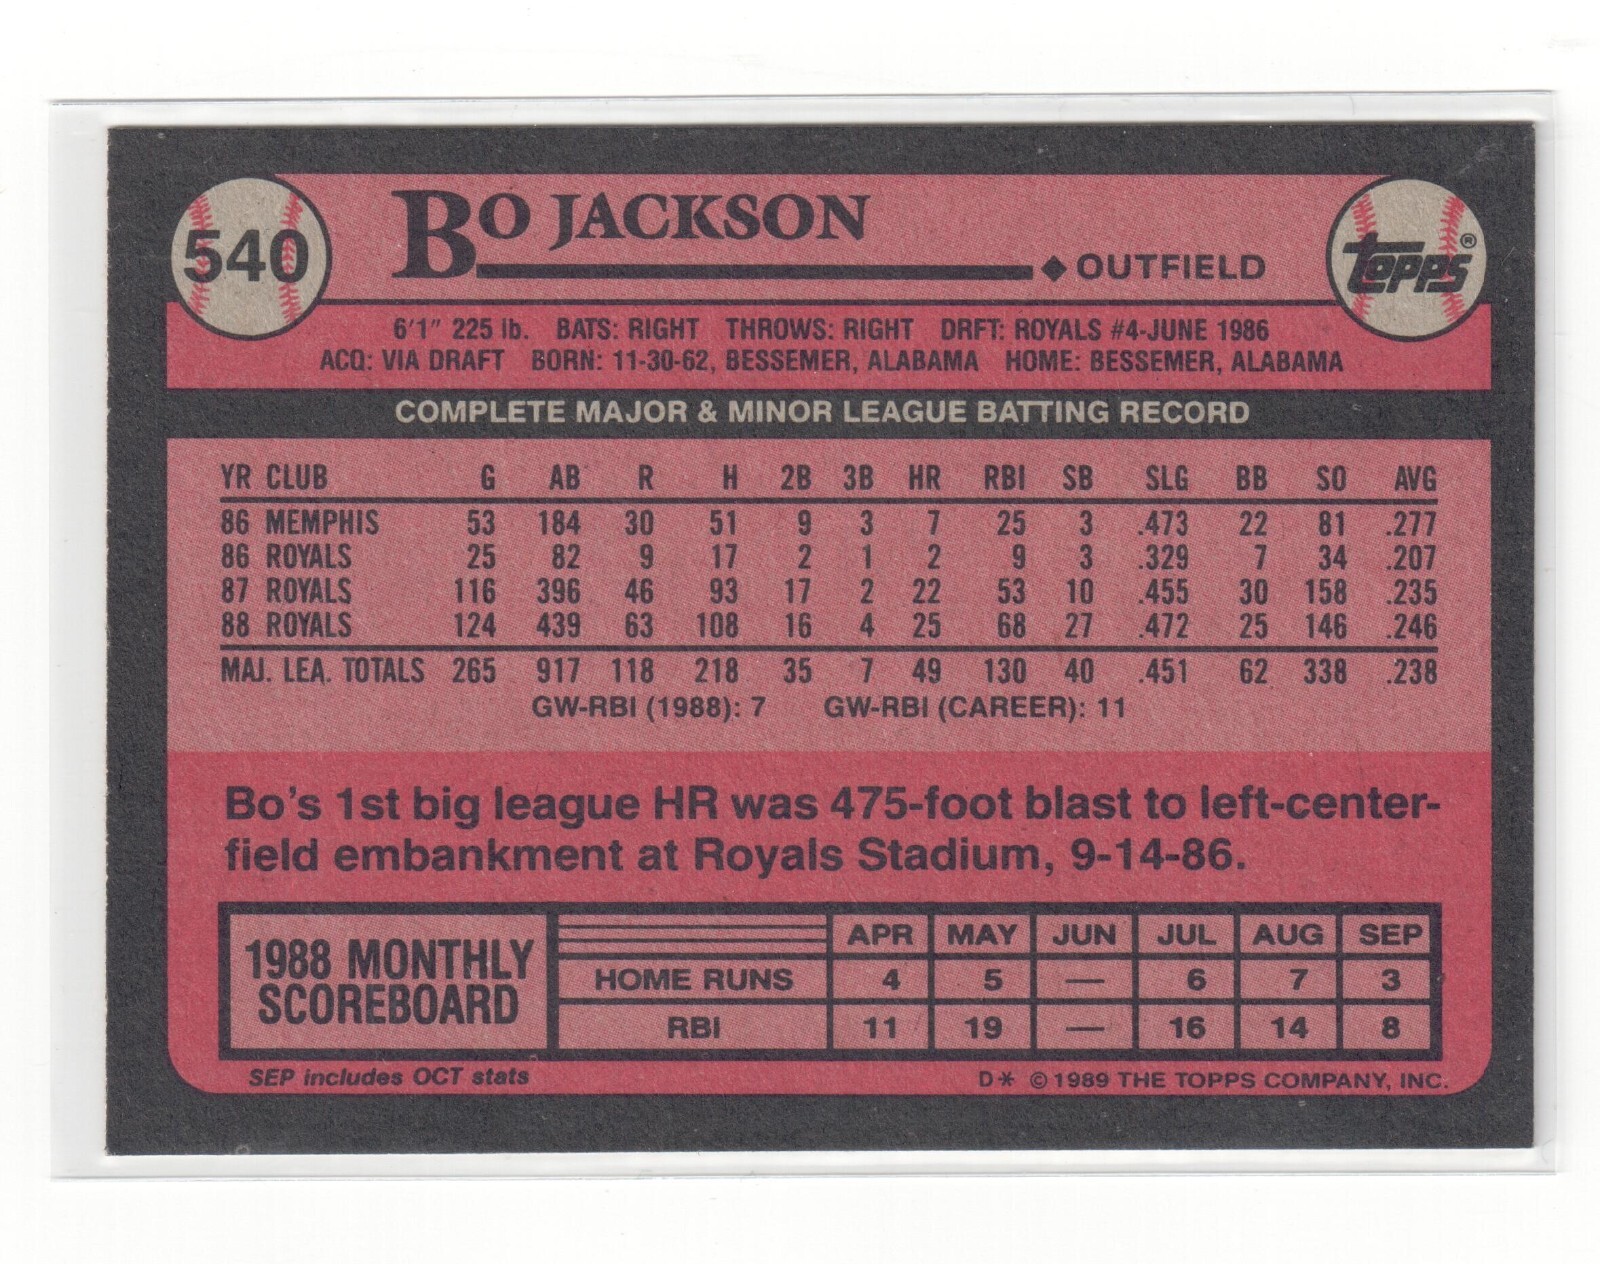 540
BO JACKSON
◆ OUTFIELD
topps®
6'1" 225 lb. BATS: RIGHT THROWS: RIGHT DRFT: ROYALS #4-JUNE 1986
ACQ: VIA DRAFT BORN: 11-30-62, BESSEMER, ALABAMA HOME: BESSEMER, ALABAMA
COMPLETE MAJOR & MINOR LEAGUE BATTING RECORD
YR CLUB G AB R H 2B 3B HR RBI SB SLG BB SO AVG
86 MEMPHIS 53 184 30 51 9 3 7 25 3 .473 22 81 .277
86 ROYALS 25 82 9 17 2 1 2 9 3 .329 7 34 .207
87 ROYALS 116 396 46 93 17 2 22 53 10 .455 30 158 .235
88 ROYALS 124 439 63 108 16 4 25 68 27 .472 25 146 .246
MAJ. LEA. TOTALS 265 917 118 218 35 7 49 130 40 .451 62 338 .238
GW-RBI (1988): 7 GW-RBI (CAREER): 11
Bo's 1st big league HR was 475-foot blast to left-center-
field embankment at Royals Stadium, 9-14-86.
1988 MONTHLY
SCOREBOARD
APR MAY JUN JUL AUG SEP
HOME RUNS 4 5 — 6 7 3
RBI 11 19 — 16 14 8
SEP includes OCT stats
D* © 1989 THE TOPPS COMPANY, INC.